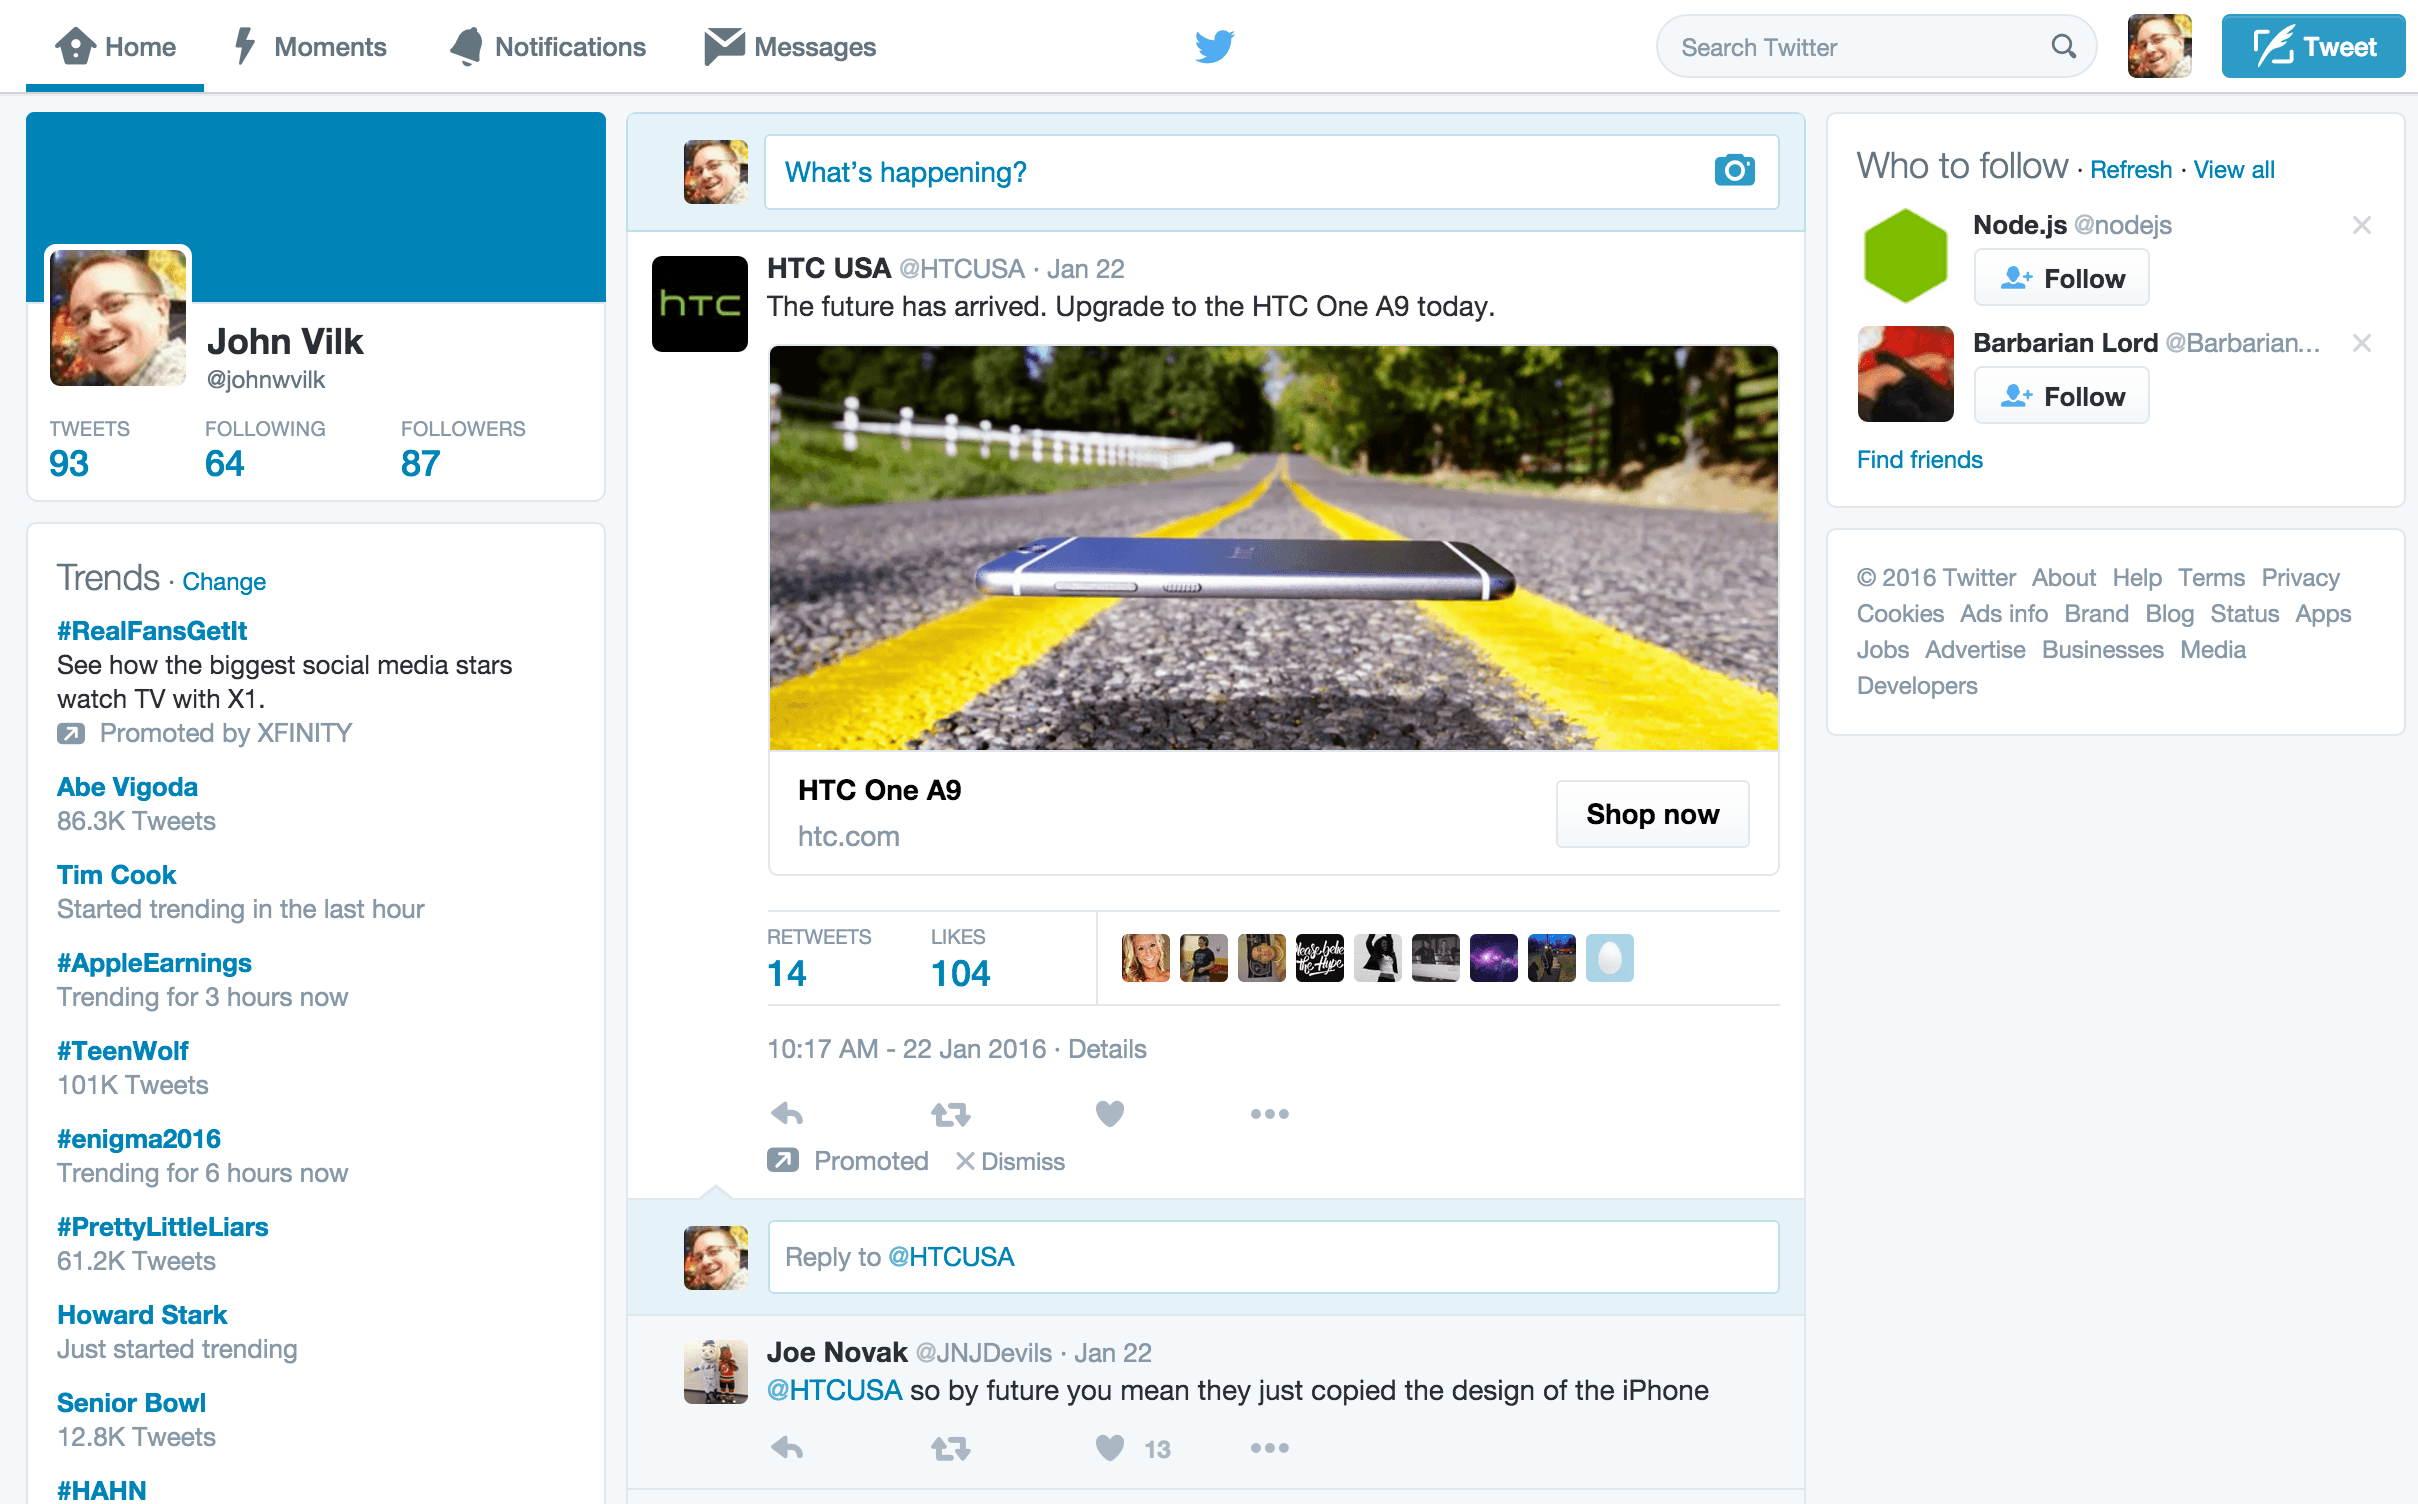 Home
Moments
Notifications
Messages
Search Twitter
Tweet
John Vilk
@johnwvilk
TWEETS FOLLOWING FOLLOWERS
93 64 87
Trends · Change
#RealFansGetIt
See how the biggest social media stars
watch TV with X1.
Promoted by XFINITY
Abe Vigoda
86.3K Tweets
Tim Cook
Started trending in the last hour
#AppleEarnings
Trending for 3 hours now
#TeenWolf
101K Tweets
#enigma2016
Trending for 6 hours now
#PrettyLittleLiars
61.2K Tweets
Howard Stark
Just started trending
Senior Bowl
12.8K Tweets
#HAHN
What's happening?
hTC
HTC USA @HTCUSA · Jan 22
The future has arrived. Upgrade to the HTC One A9 today.
HTC One A9
htc.com
Shop now
RETWEETS LIKES
14 104
Please believe
the Hype
10:17 AM - 22 Jan 2016 · Details
Promoted Dismiss
Reply to @HTCUSA
Joe Novak @JNJDevils · Jan 22
@HTCUSA so by future you mean they just copied the design of the iPhone
13
Who to follow · Refresh · View all
Node.js @nodejs
Follow
Barbarian Lord @Barbarian...
Follow
Find friends
© 2016 Twitter About Help Terms Privacy
Cookies Ads info Brand Blog Status Apps
Jobs Advertise Businesses Media
Developers